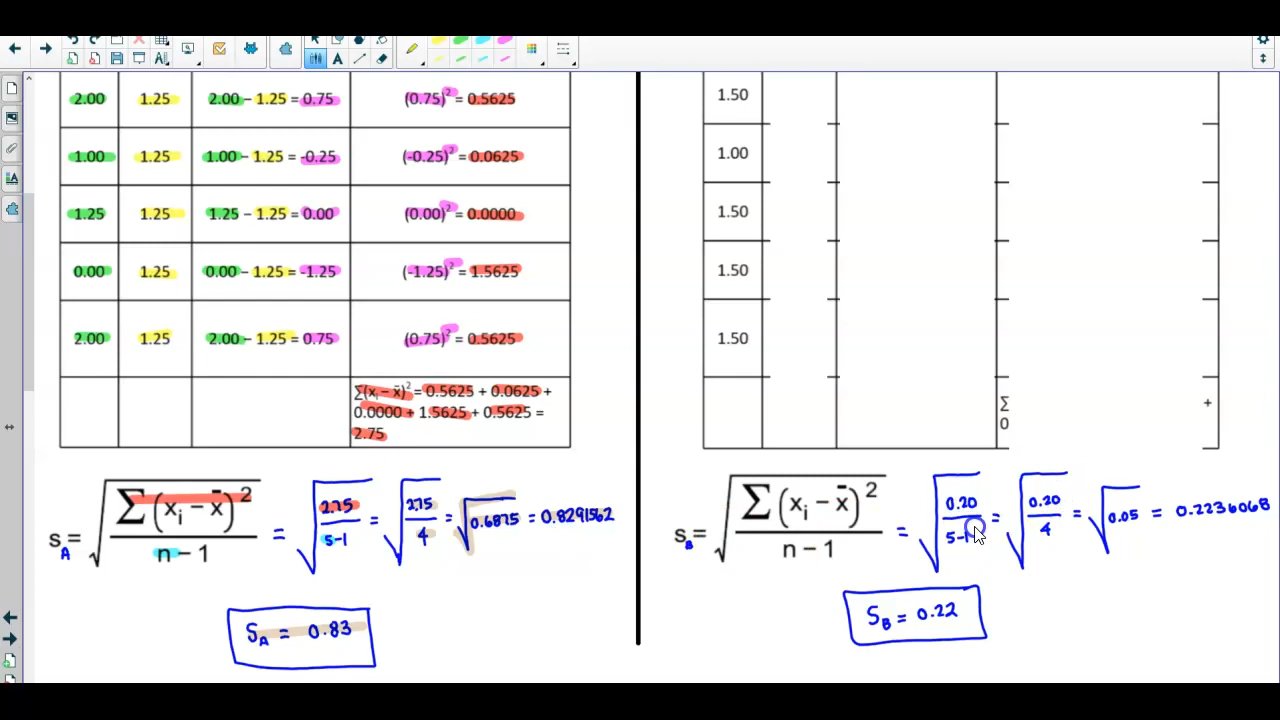 2.00 1.25 2.00 – 1.25 = 0.75 (0.75)² = 0.5625
1.00 1.25 1.00 – 1.25 = -0.25 (-0.25)² = 0.0625
1.25 1.25 1.25 – 1.25 = 0.00 (0.00)² = 0.0000
0.00 1.25 0.00 – 1.25 = -1.25 (-1.25)² = 1.5625
2.00 1.25 2.00 – 1.25 = 0.75 (0.75)² = 0.5625
∑(xᵢ – x̄)² = 0.5625 + 0.0625 +
0.0000 + 1.5625 + 0.5625 =
2.75
s_A = √(∑(xᵢ – x̄)² / n – 1) = √(2.75 / 5-1) = √(2.75 / 4) = √0.6875 = 0.8291562
S_A = 0.83
1.50
1.00
1.50
1.50
1.50
∑ +
0
s_B = √(∑(xᵢ – x̄)² / n – 1) = √(0.20 / 5-1) = √(0.20 / 4) = √0.05 = 0.2236068
S_B = 0.22